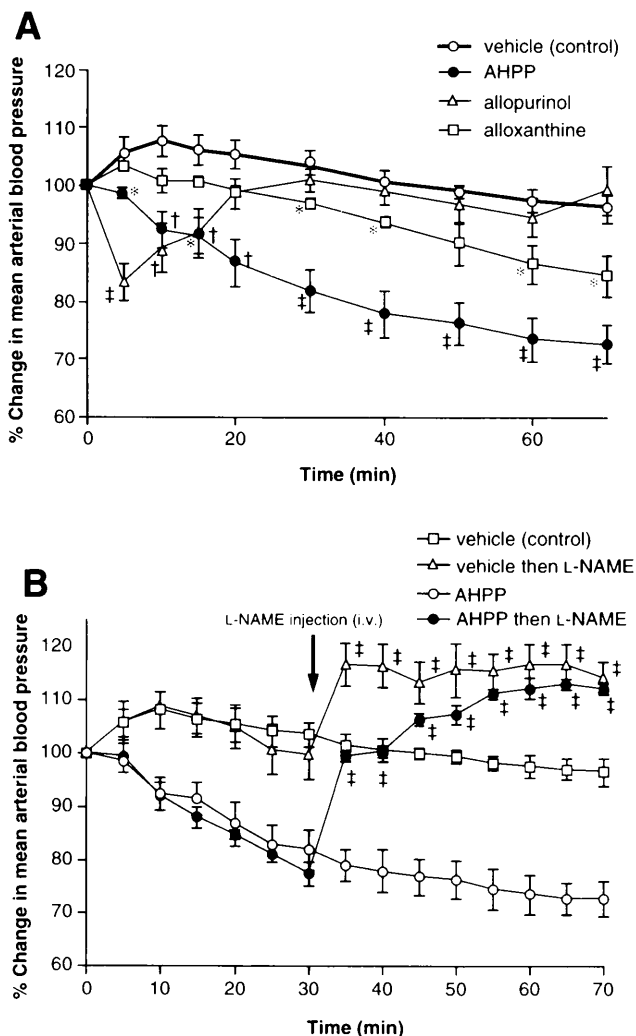 A
vehicle (control)
AHPP
allopurinol
alloxanthine
% Change in mean arterial blood pressure
120
110
100
90
80
70
60
* † * † † ‡ † ‡ * ‡ * ‡ ‡ * ‡ * ‡
0 20 40 60
Time (min)
B
vehicle (control)
vehicle then L-NAME
AHPP
AHPP then L-NAME
L-NAME injection (i.v.)
% Change in mean arterial blood pressure
120
110
100
90
80
70
60
‡ ‡ ‡ ‡ ‡ ‡ ‡ ‡
‡ ‡ ‡ ‡ ‡ ‡ ‡ ‡
0 10 20 30 40 50 60 70
Time (min)